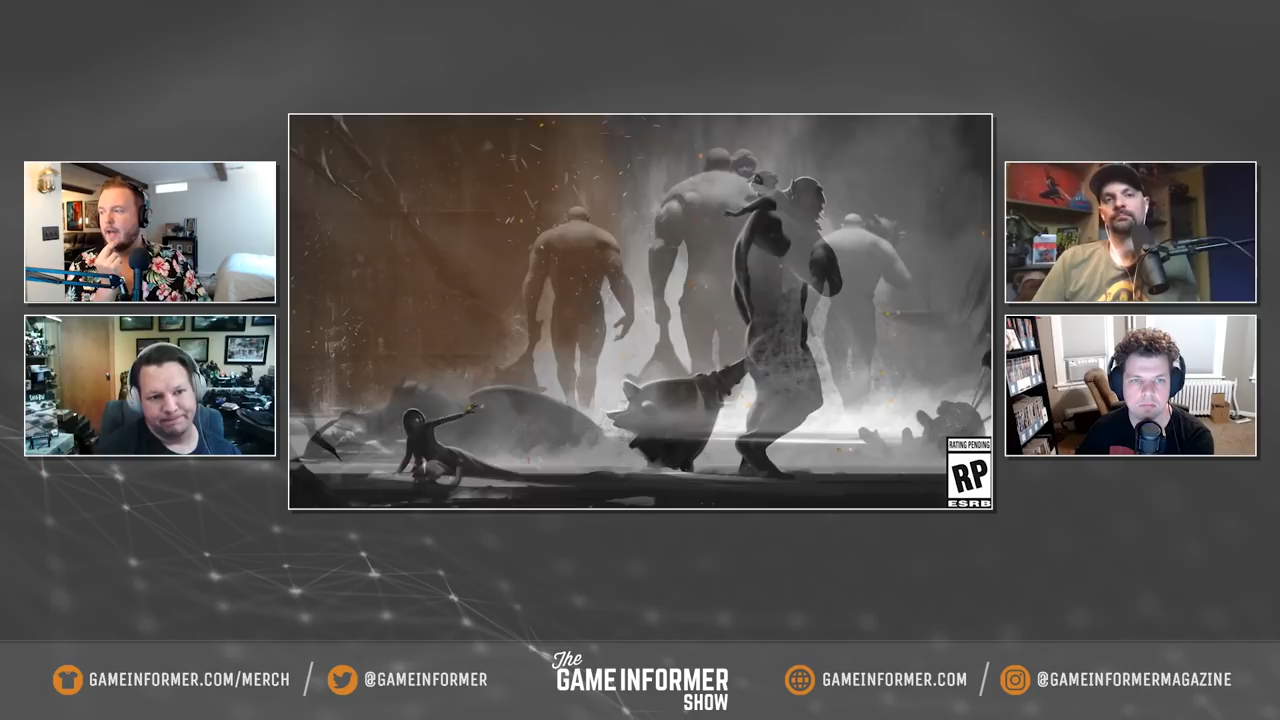 RATING PENDING
RP
ESRB
GAMEINFORMER.COM/MERCH
@GAMEINFORMER
The
GAME INFORMER
SHOW
GAMEINFORMER.COM
@GAMEINFORMERMAGAZINE